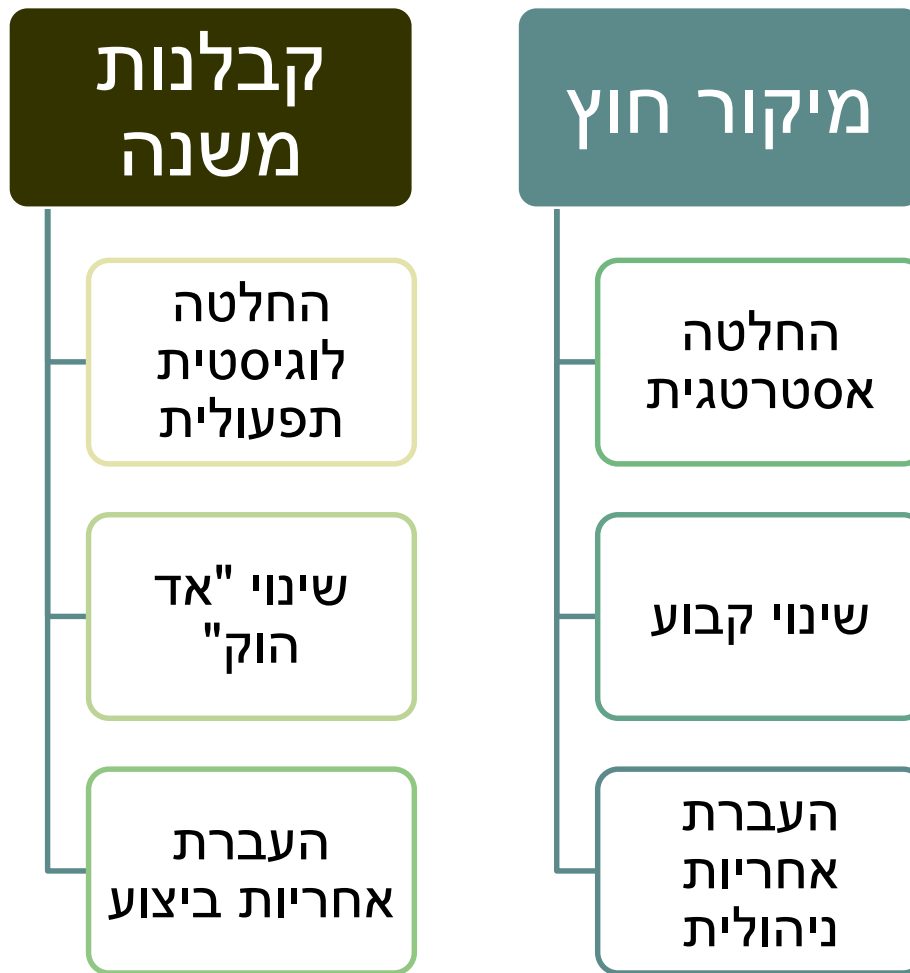 מיקור חוץ
החלטה
אסטרטגית
שינוי קבוע
העברת
אחריות
ניהולית
קבלנות
משנה
החלטה
לוגיסטית
תפעולית
שינוי "אד
הוק"
העברת
אחריות ביצוע